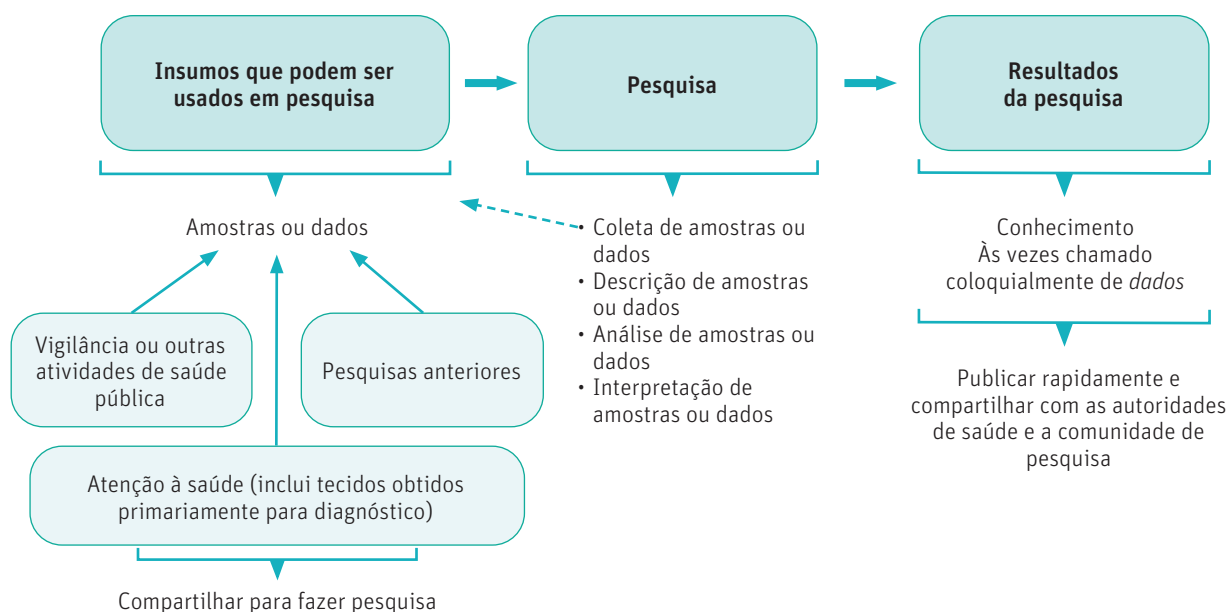 Insumos que podem ser
usados em pesquisa
Pesquisa
Resultados
da pesquisa
Amostras ou dados
Vigilância ou outras
atividades de saúde
pública
Pesquisas anteriores
Atenção à saúde (inclui tecidos obtidos
primariamente para diagnóstico)
Compartilhar para fazer pesquisa
• Coleta de amostras ou
dados
• Descrição de amostras
ou dados
• Análise de amostras ou
dados
• Interpretação de
amostras ou dados
Conhecimento
Às vezes chamado
coloquialmente de dados
Publicar rapidamente e
compartilhar com as autoridades
de saúde e a comunidade de
pesquisa